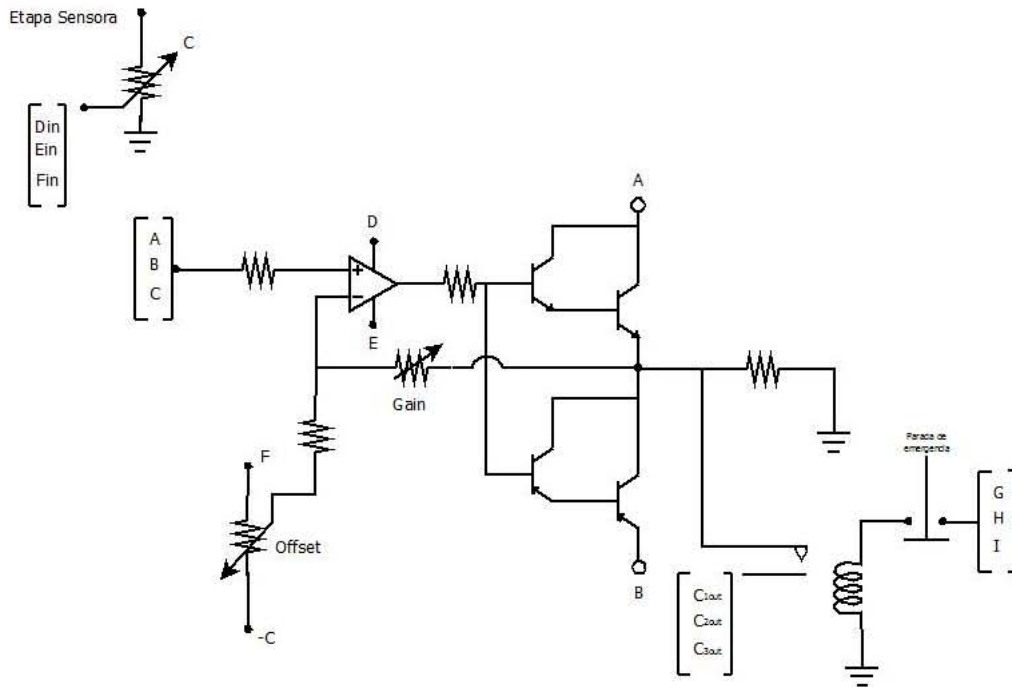 Etapa Sensora
C
Din
Ein
Fin
A
A
B
C
D
+
−
E
Gain
F
Offset
-C
B
Parada de
emergencia
G
H
I
C1out
C2out
C3out